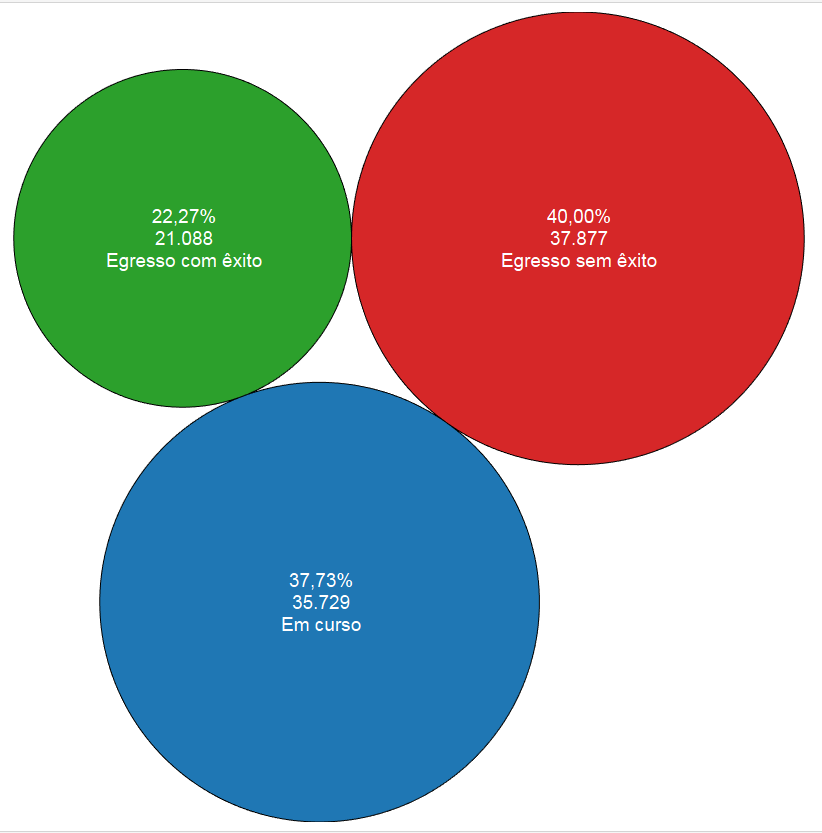 22,27%
21.088
Egresso com êxito
40,00%
37.877
Egresso sem êxito
37,73%
35.729
Em curso